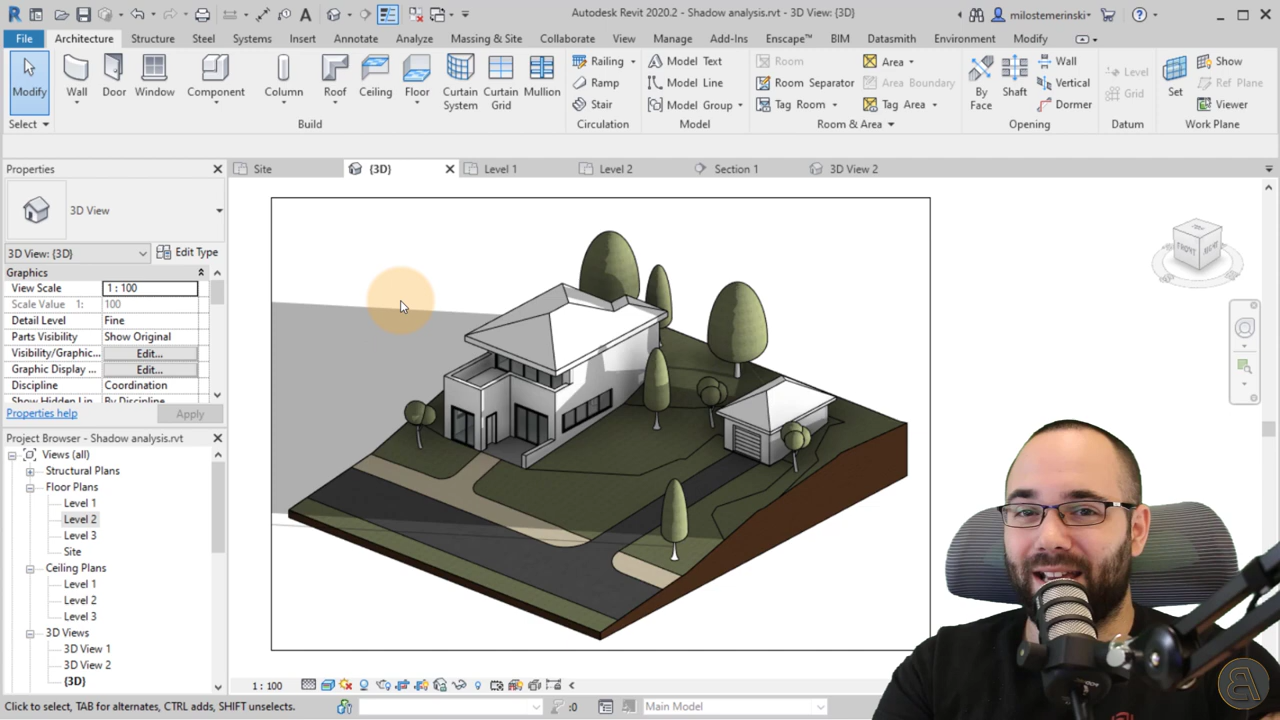 Autodesk Revit 2020.2 - Shadow analysis.rvt - 3D View: {3D}
milostemerinski
File Architecture Structure Steel Systems Insert Annotate Analyze Massing & Site Collaborate View Manage Add-Ins Enscape™ BIM Datasmith Environment Modify
Modify
Wall
Door
Window
Component
Column
Roof
Ceiling
Floor
Curtain System
Curtain Grid
Mullion
Railing
Ramp
Stair
Model Text
Model Line
Model Group
Room
Room Separator
Tag Room
Area
Area Boundary
Tag Area
By Face
Shaft
Wall
Vertical
Dormer
Level
Grid
Set
Show
Ref Plane
Viewer
Select
Build
Circulation
Model
Room & Area
Opening
Datum
Work Plane
Properties
Site
{3D}
Level 1
Level 2
Section 1
3D View 2
3D View
3D View: {3D}
Edit Type
Graphics
View Scale 1 : 100
Scale Value 1: 100
Detail Level Fine
Parts Visibility Show Original
Visibility/Graphic... Edit...
Graphic Display ... Edit...
Discipline Coordination
Show Hidden Lin By Discipline
Properties help
Apply
Project Browser - Shadow analysis.rvt
Views (all)
Structural Plans
Floor Plans
Level 1
Level 2
Level 3
Site
Ceiling Plans
Level 1
Level 2
Level 3
3D Views
3D View 1
3D View 2
{3D}
TOP
FRONT
RIGHT
1 : 100
Click to select, TAB for alternates, CTRL adds, SHIFT unselects.
:0
Main Model